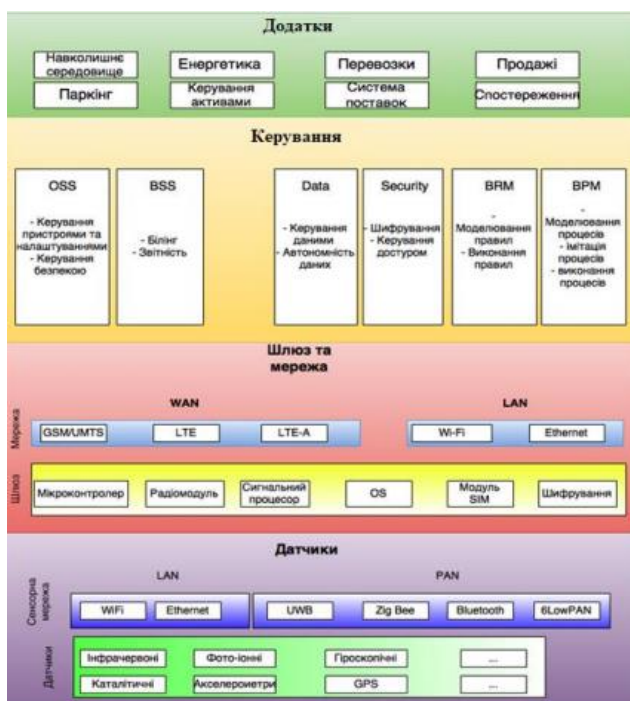 Додатки
Навколишнє
середовище
Енергетика
Перевозки
Продажі
Паркінг
Керування
активами
Система
поставок
Спостереження
Керування
OSS
- Керування
пристроями та
налаштуваннями
- Керування
безпекою
BSS
- Білінг
- Звітність
Data
- Керування
даними
- Автономність
даних
Security
- Шифрування
- Керування
достуром
BRM
-
Моделювання
правил
- Виконання
правил
BPM
-
Моделювання
процесів
- імітація
процесів
- виконання
процесів
Шлюз та
мережа
Мережа
WAN
GSM/UMTS
LTE
LTE-A
LAN
Wi-Fi
Ethernet
Шлюз
Мікроконтролер
Радіомодуль
Сигнальний
процесор
OS
Модуль
SIM
Шифрування
Датчики
Сенсорна
мережа
LAN
WiFi
Ethernet
PAN
UWB
Zig Bee
Bluetooth
6LowPAN
Датчики
Інфрачервоні
Фото-іонні
Гіроскопічні
...
Каталітичні
Акселерометри
GPS
...